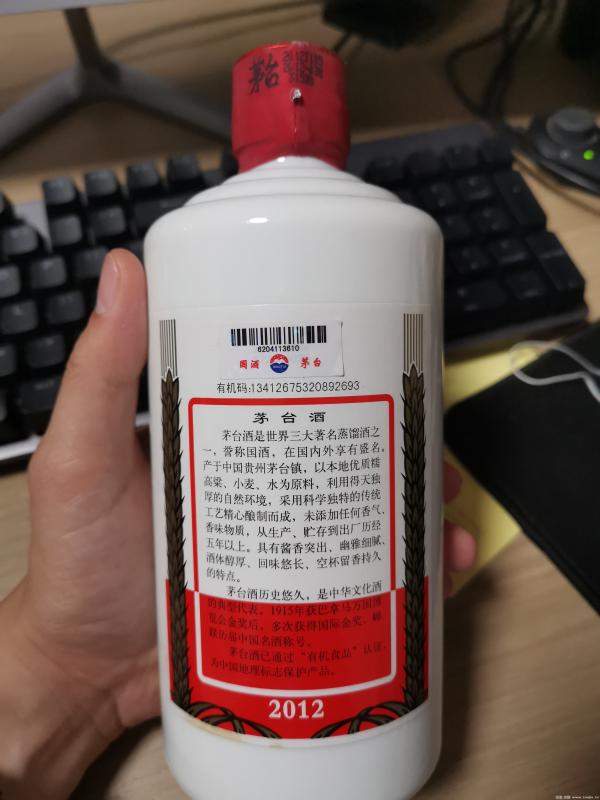 茅台
6204113610
国酒 茅台
有机码:13412675320892693
茅台酒
茅台酒是世界三大著名蒸馏酒之
一，誉称国酒，在国内外享有盛名。
产于中国贵州茅台镇，以本地优质糯
高粱、小麦、水为原料，利用得天独
厚的自然环境，采用科学独特的传统
工艺精心酿制而成，未添加任何香气、
香味物质，从生产、贮存到出厂历经
五年以上。具有酱香突出、幽雅细腻、
酒体醇厚、回味悠长、空杯留香持久
的特点。
茅台酒历史悠久，是中华文化酒
的典型代表。1915年获巴拿马万国博
览会金奖后，多次获得国际金奖、蝉
联历届中国名酒称号。
茅台酒已通过“有机食品”认证，
为中国地理标志保护产品。
2012